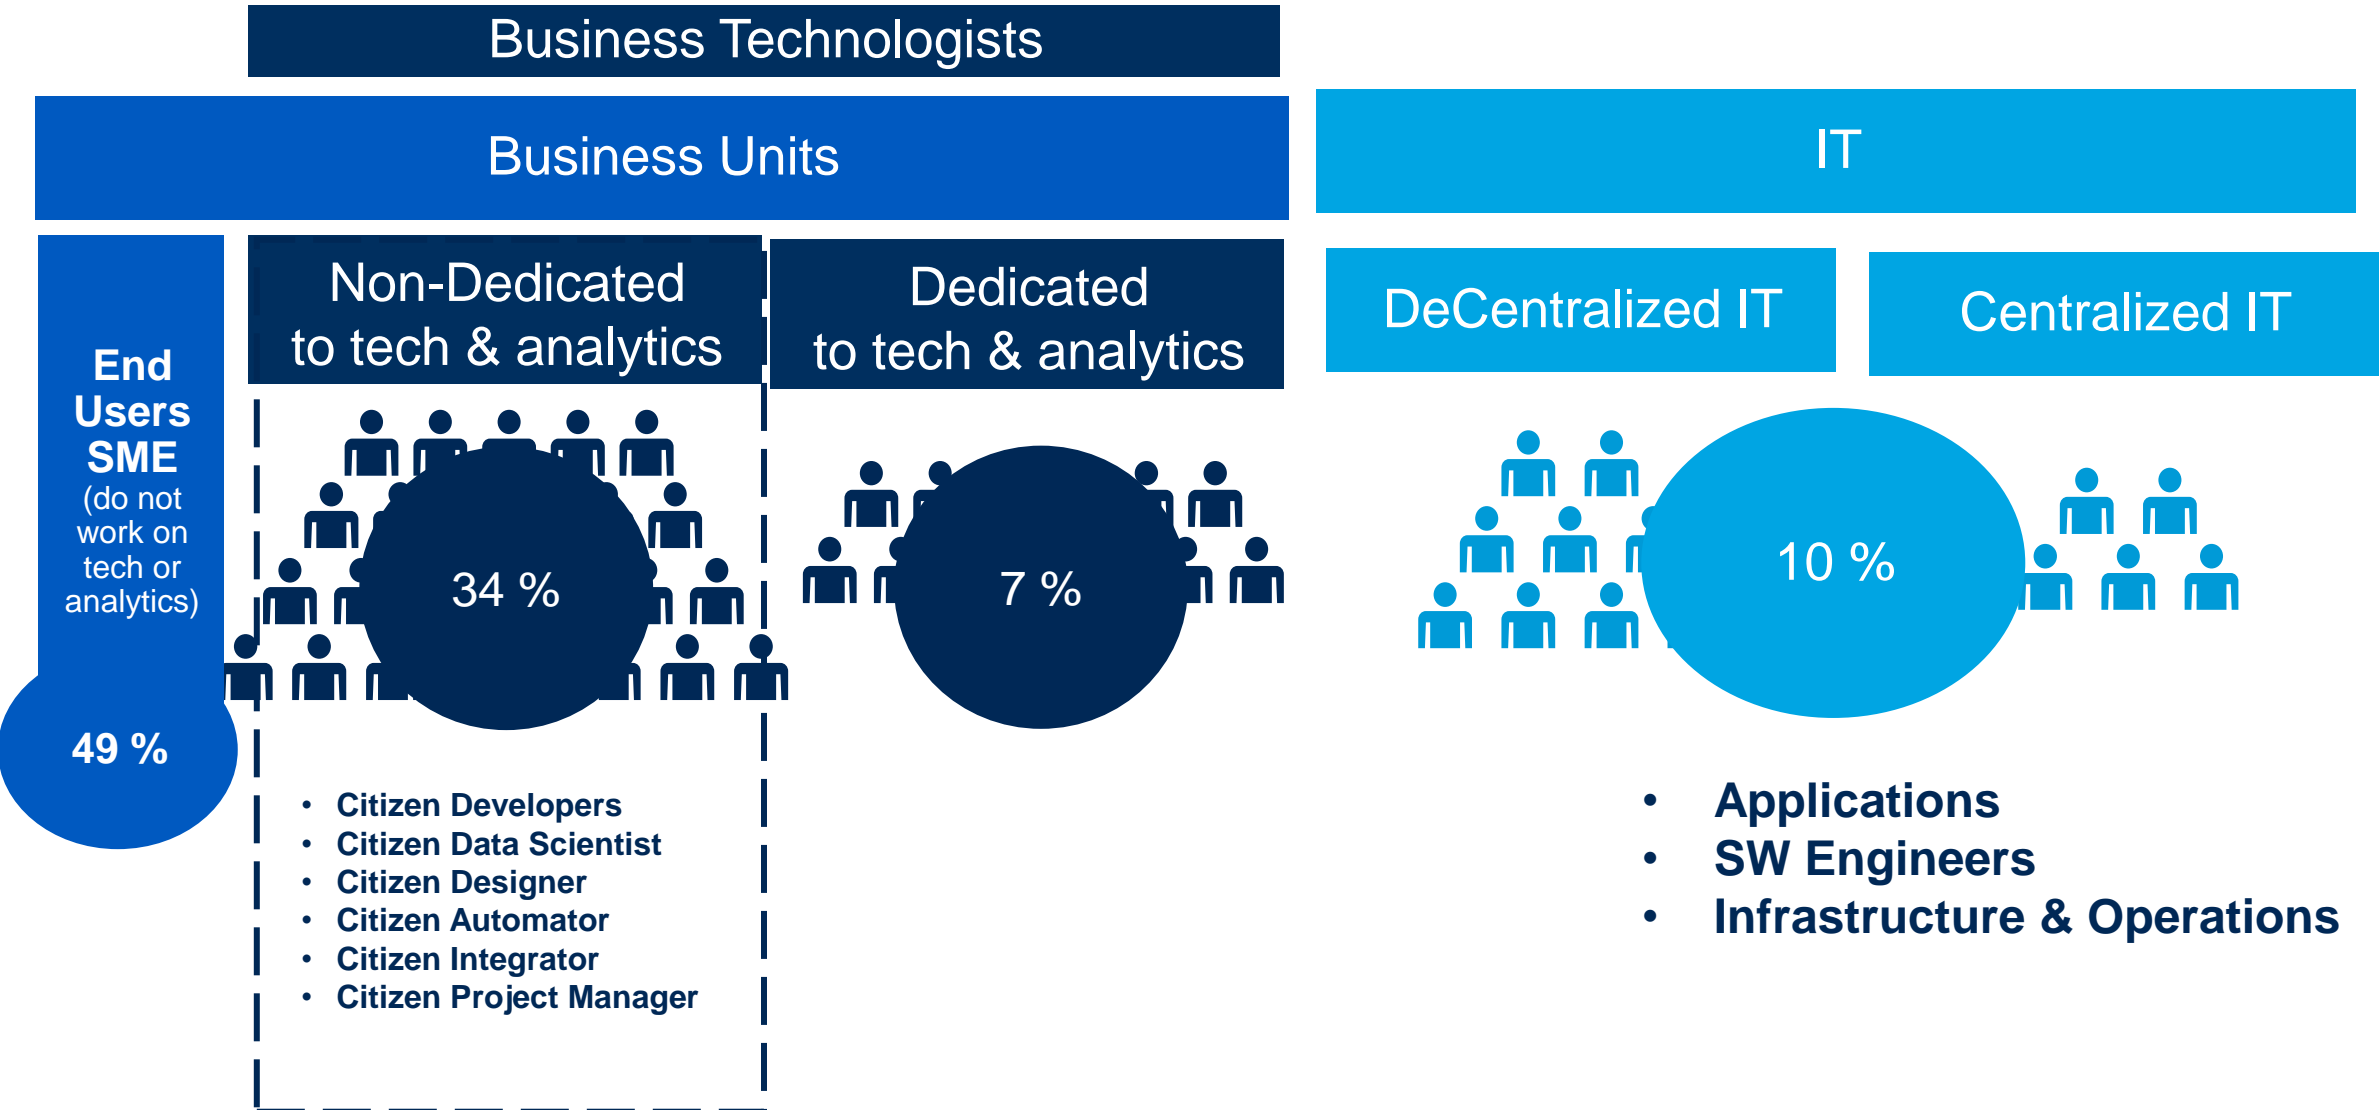 Business Technologists
Business Units
IT
End
Users
SME
(do not
work on
tech or
analytics)
49 %
Non-Dedicated
to tech & analytics
34 %
• Citizen Developers
• Citizen Data Scientist
• Citizen Designer
• Citizen Automator
• Citizen Integrator
• Citizen Project Manager
Dedicated
to tech & analytics
7 %
DeCentralized IT
Centralized IT
10 %
• Applications
• SW Engineers
• Infrastructure & Operations